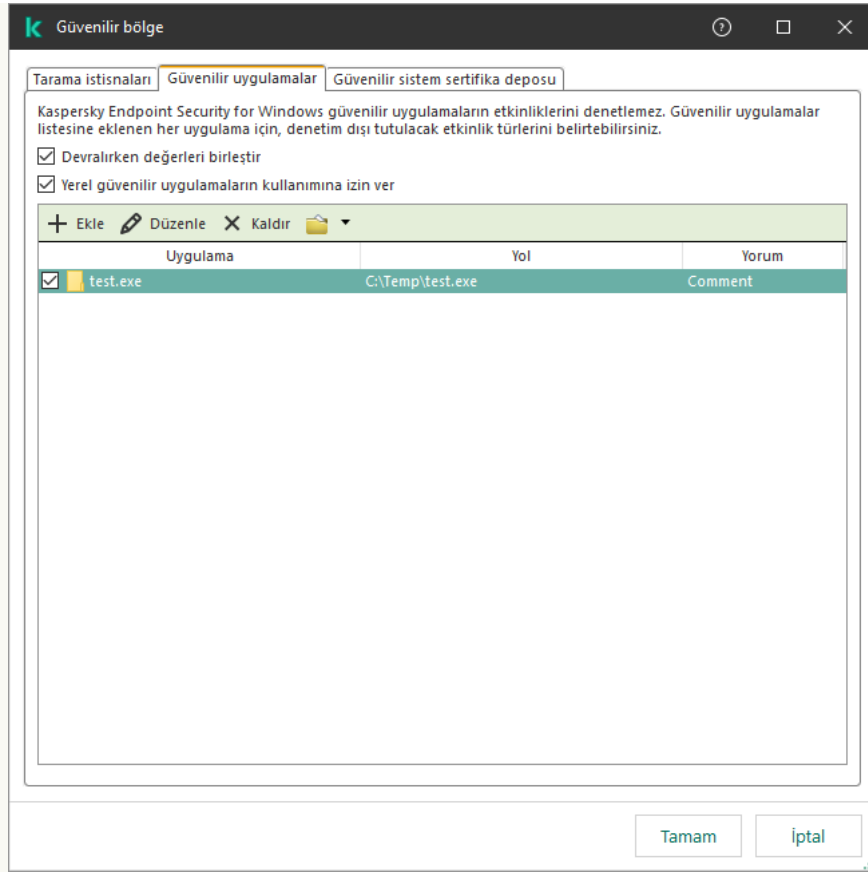 Güvenilir bölge
Tarama istisnaları Güvenilir uygulamalar Güvenilir sistem sertifika deposu
Kaspersky Endpoint Security for Windows güvenilir uygulamaların etkinliklerini denetlemez. Güvenilir uygulamalar
listesine eklenen her uygulama için, denetim dışı tutulacak etkinlik türlerini belirtebilirsiniz.
Devralırken değerleri birleştir
Yerel güvenilir uygulamaların kullanımına izin ver
Ekle Düzenle Kaldır
Uygulama Yol Yorum
test.exe C:\Temp\test.exe Comment
Tamam İptal